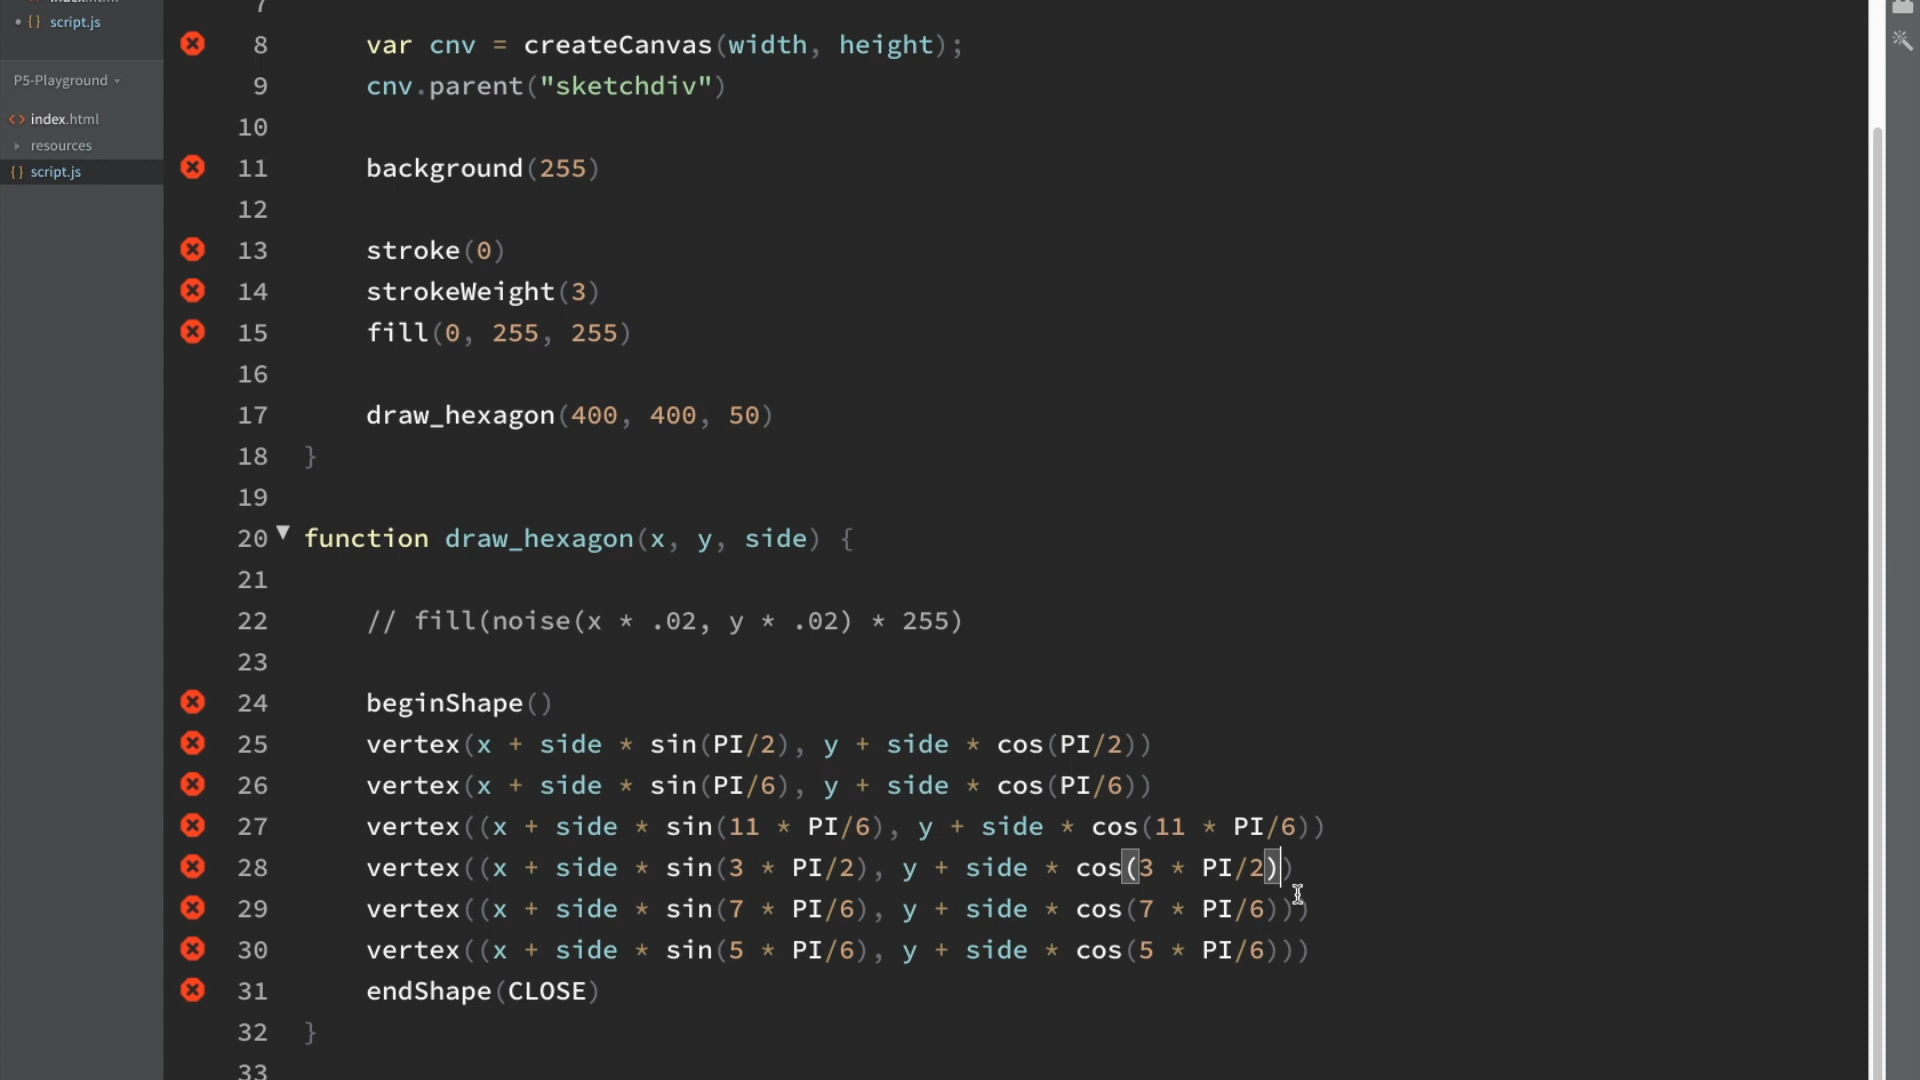 index.html
script.js
P5-Playground
index.html
resources
script.js
7
8 var cnv = createCanvas(width, height);
9 cnv.parent("sketchdiv")
10
11 background(255)
12
13 stroke(0)
14 strokeWeight(3)
15 fill(0, 255, 255)
16
17 draw_hexagon(400, 400, 50)
18 }
19
20 function draw_hexagon(x, y, side) {
21
22 // fill(noise(x * .02, y * .02) * 255)
23
24 beginShape()
25 vertex(x + side * sin(PI/2), y + side * cos(PI/2))
26 vertex(x + side * sin(PI/6), y + side * cos(PI/6))
27 vertex((x + side * sin(11 * PI/6), y + side * cos(11 * PI/6))
28 vertex((x + side * sin(3 * PI/2), y + side * cos(3 * PI/2))
29 vertex((x + side * sin(7 * PI/6), y + side * cos(7 * PI/6)))
30 vertex((x + side * sin(5 * PI/6), y + side * cos(5 * PI/6)))
31 endShape(CLOSE)
32 }
33